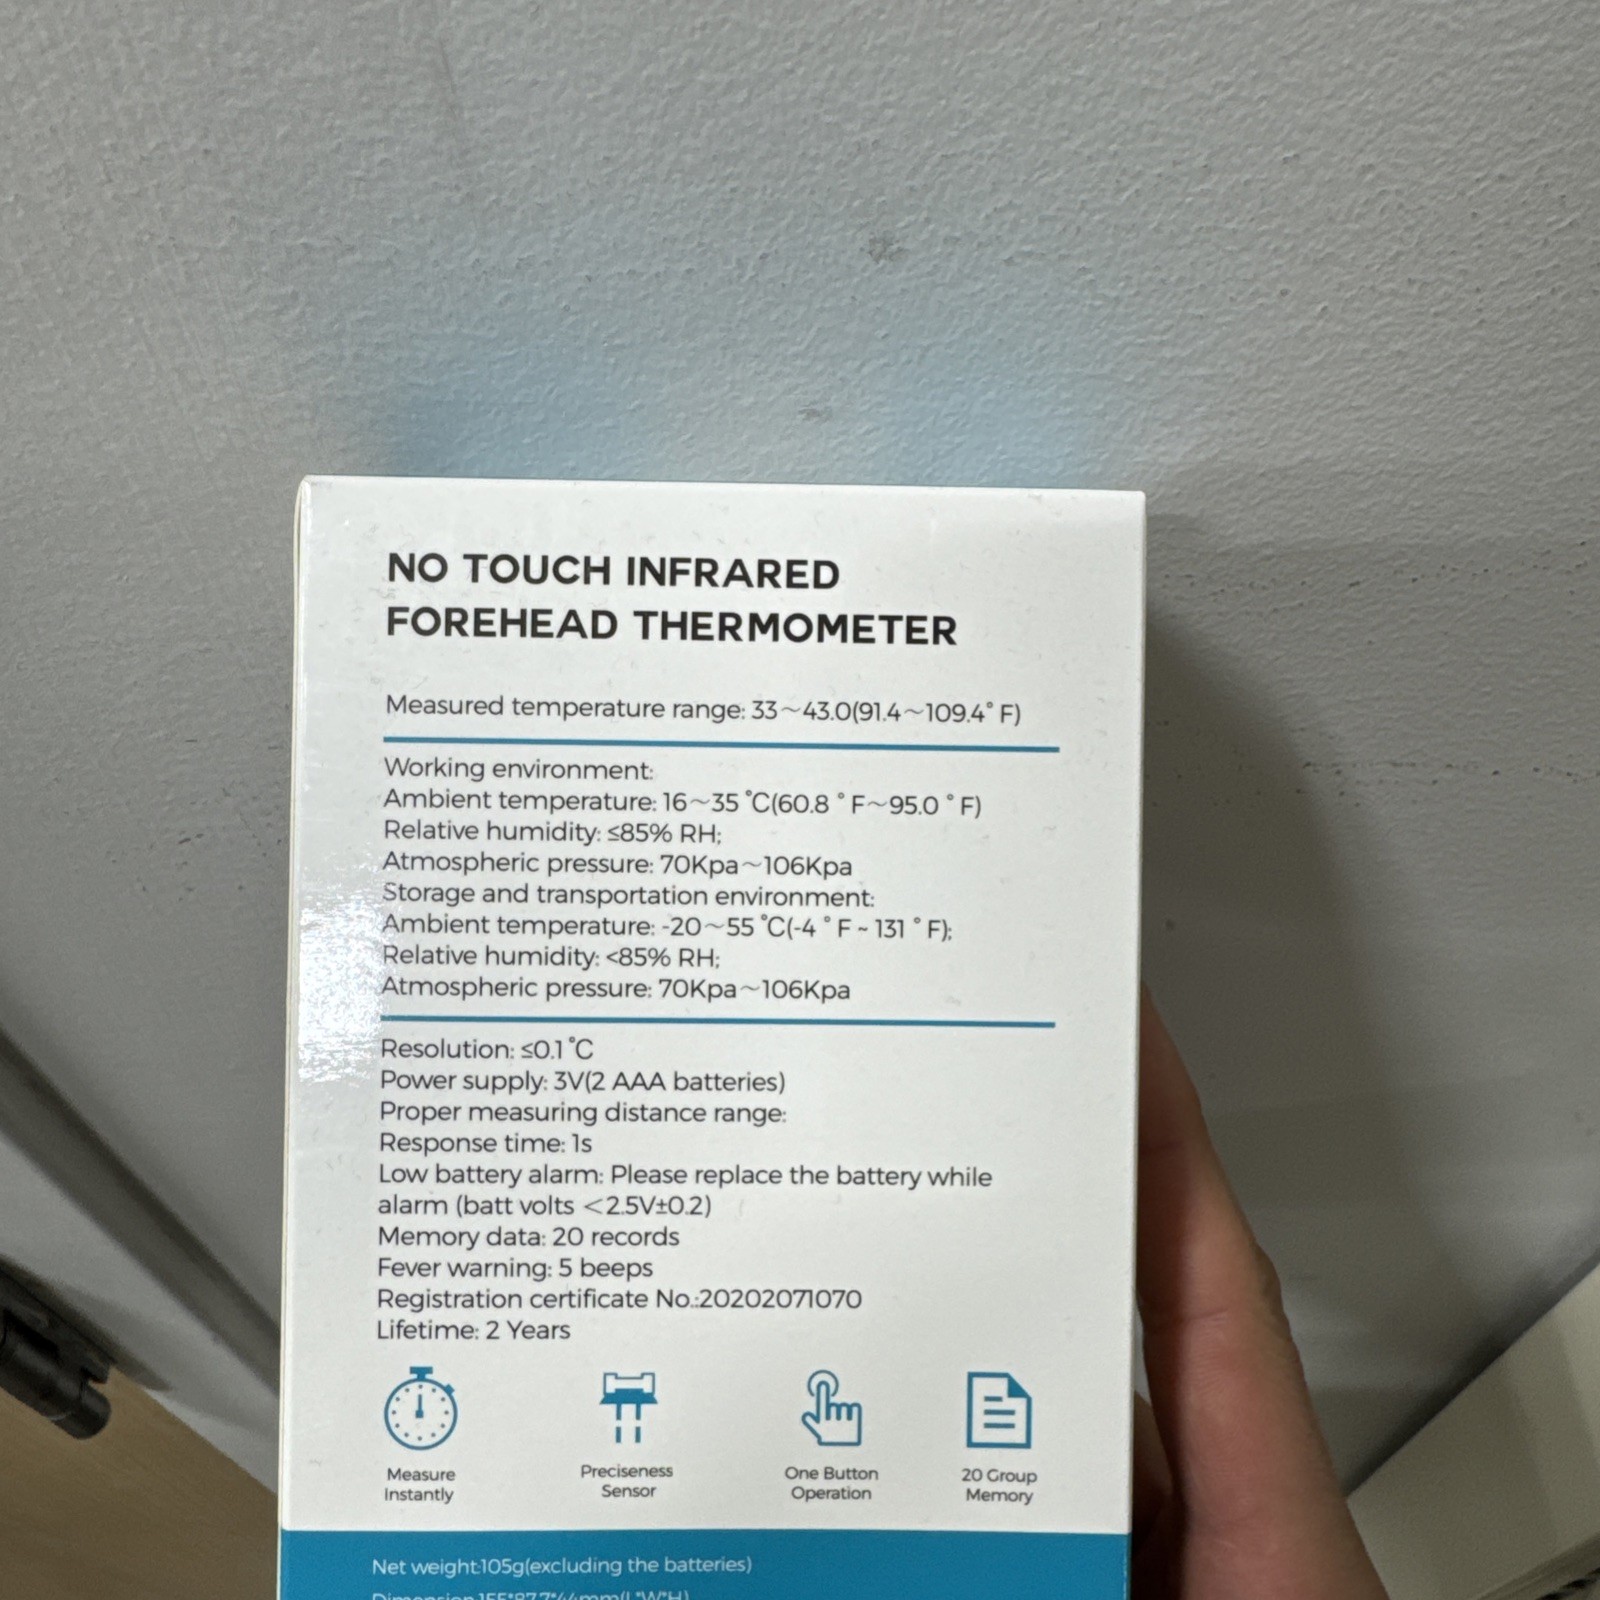 NO TOUCH INFRARED
FOREHEAD THERMOMETER
Measured temperature range: 33～43.0(91.4～109.4° F)
Working environment:
Ambient temperature: 16～35 °C(60.8 ° F～95.0 ° F)
Relative humidity: ≤85% RH;
Atmospheric pressure: 70Kpa～106Kpa
Storage and transportation environment:
Ambient temperature: -20～55 °C(-4 ° F ~ 131 ° F);
Relative humidity: <85% RH;
Atmospheric pressure: 70Kpa～106Kpa
Resolution: ≤0.1 °C
Power supply: 3V(2 AAA batteries)
Proper measuring distance range:
Response time: 1s
Low battery alarm: Please replace the battery while
alarm (batt volts ＜2.5V±0.2)
Memory data: 20 records
Fever warning: 5 beeps
Registration certificate No.:20202071070
Lifetime: 2 Years
Measure
Instantly
Preciseness
Sensor
One Button
Operation
20 Group
Memory
Net weight:105g(excluding the batteries)
Dimension:155*87.7*44mm(L*W*H)